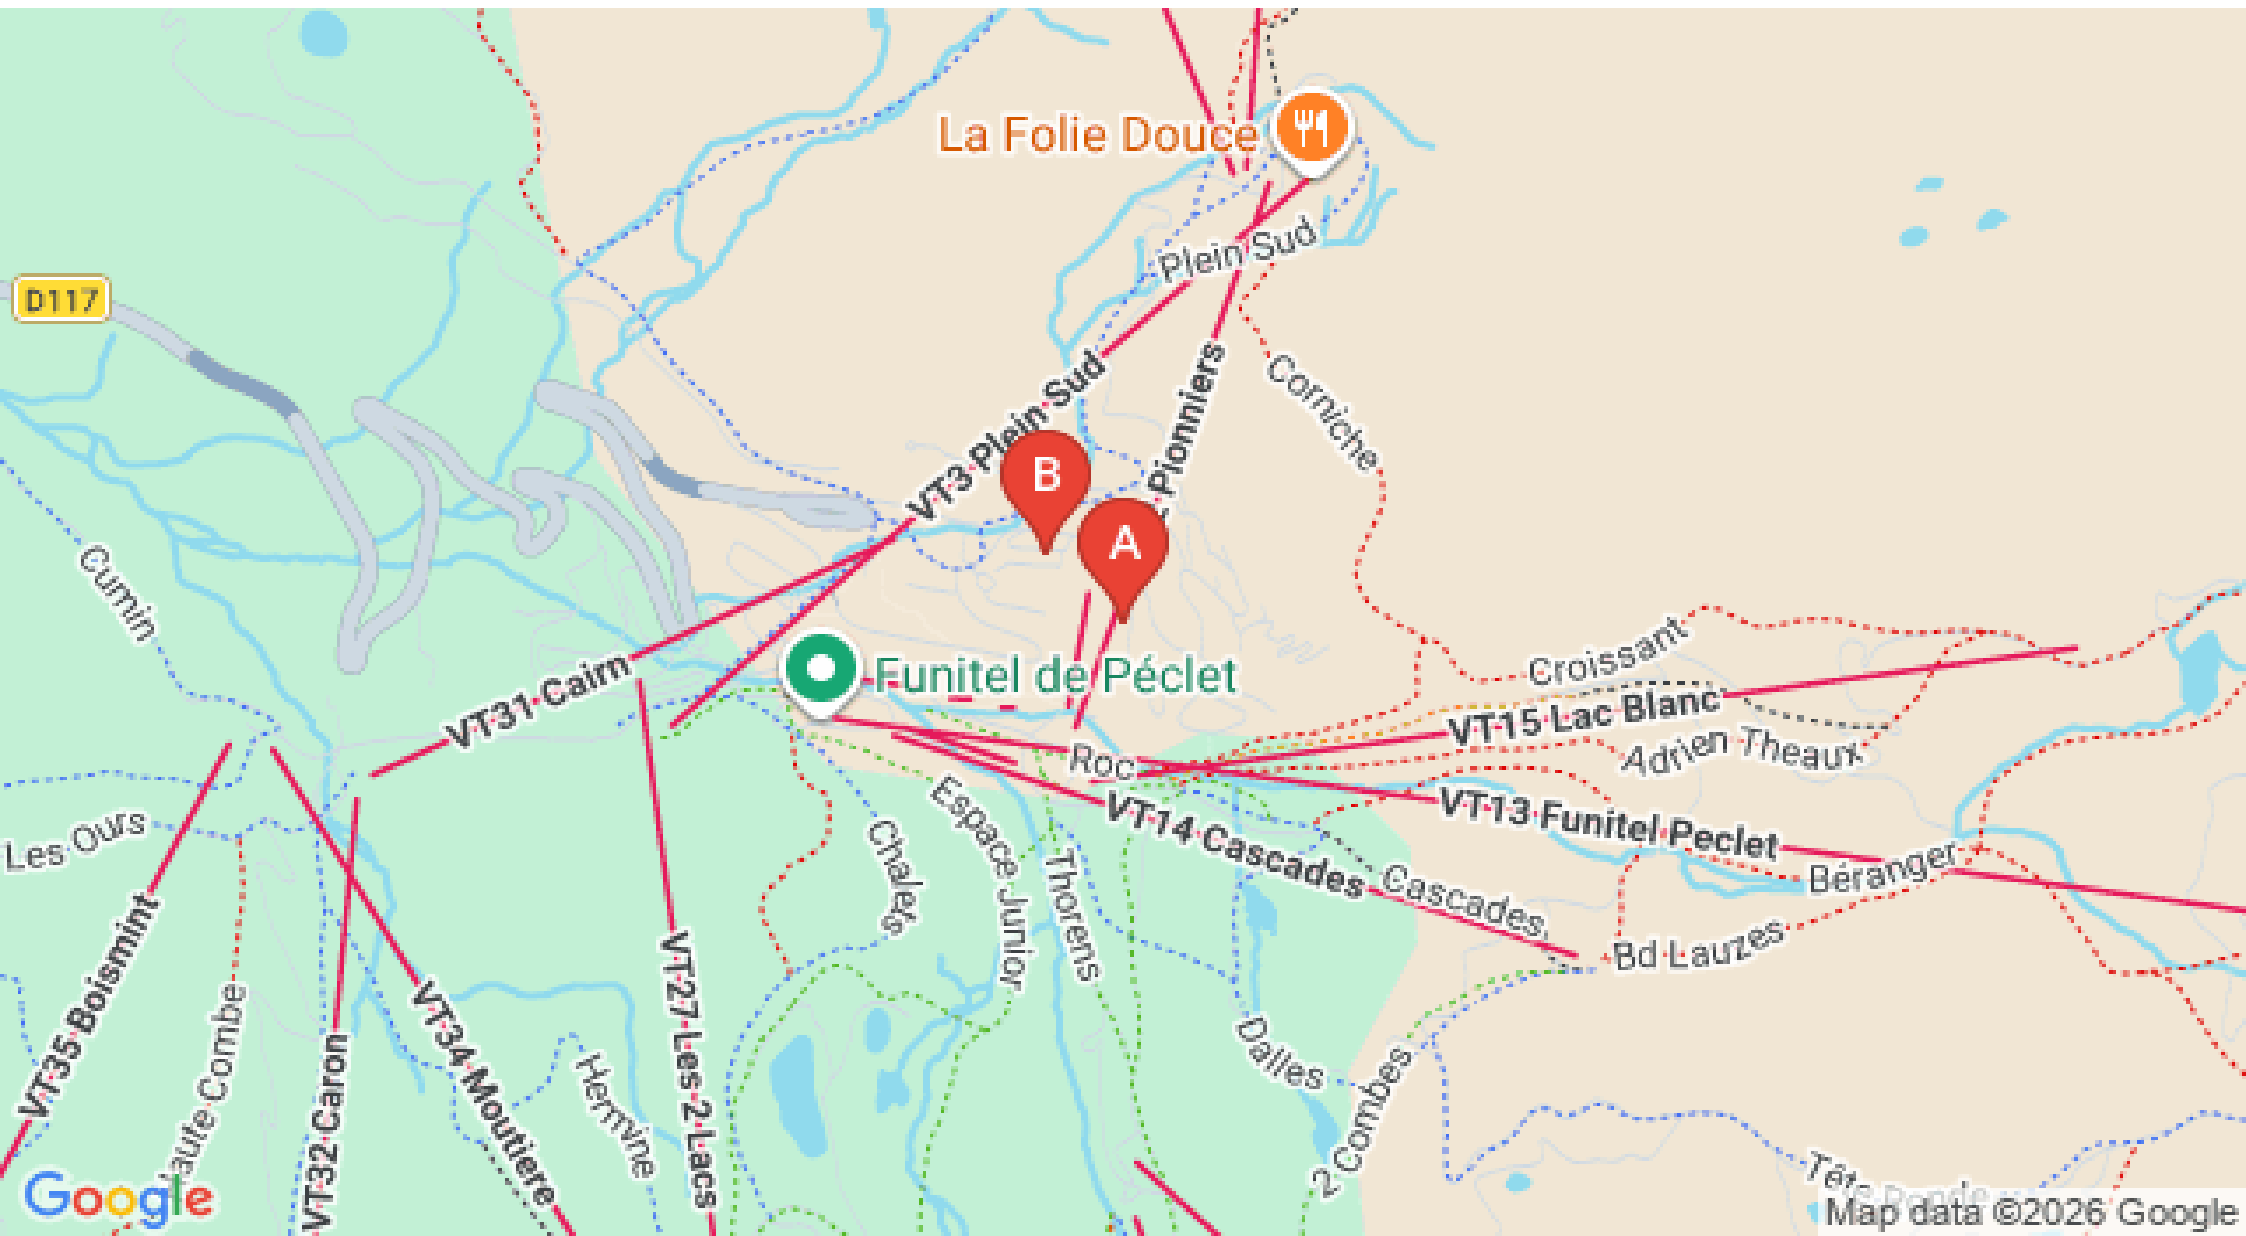 La Folie Douce
Plein Sud
D117
Corniche
Pionniers
VT3 Plein Sud
B
A
Cumin
Croissant
Funitel de Péclet
VT31 Cairn
VT15 Lac Blanc
Adrien Theaux
Roc
VT13 Funitel Peclet
VT14 Cascades
Les Ours
Espace Junior
Chalets
Thorens
Cascades
Béranger
Bd Lauzes
VT35 Boismint
Haute Combe
VT32 Caron
VT34 Moutiere
Hermine
VT27 Les 2 Lacs
Dalles
2 Combes
Google
Map data ©2026 Google